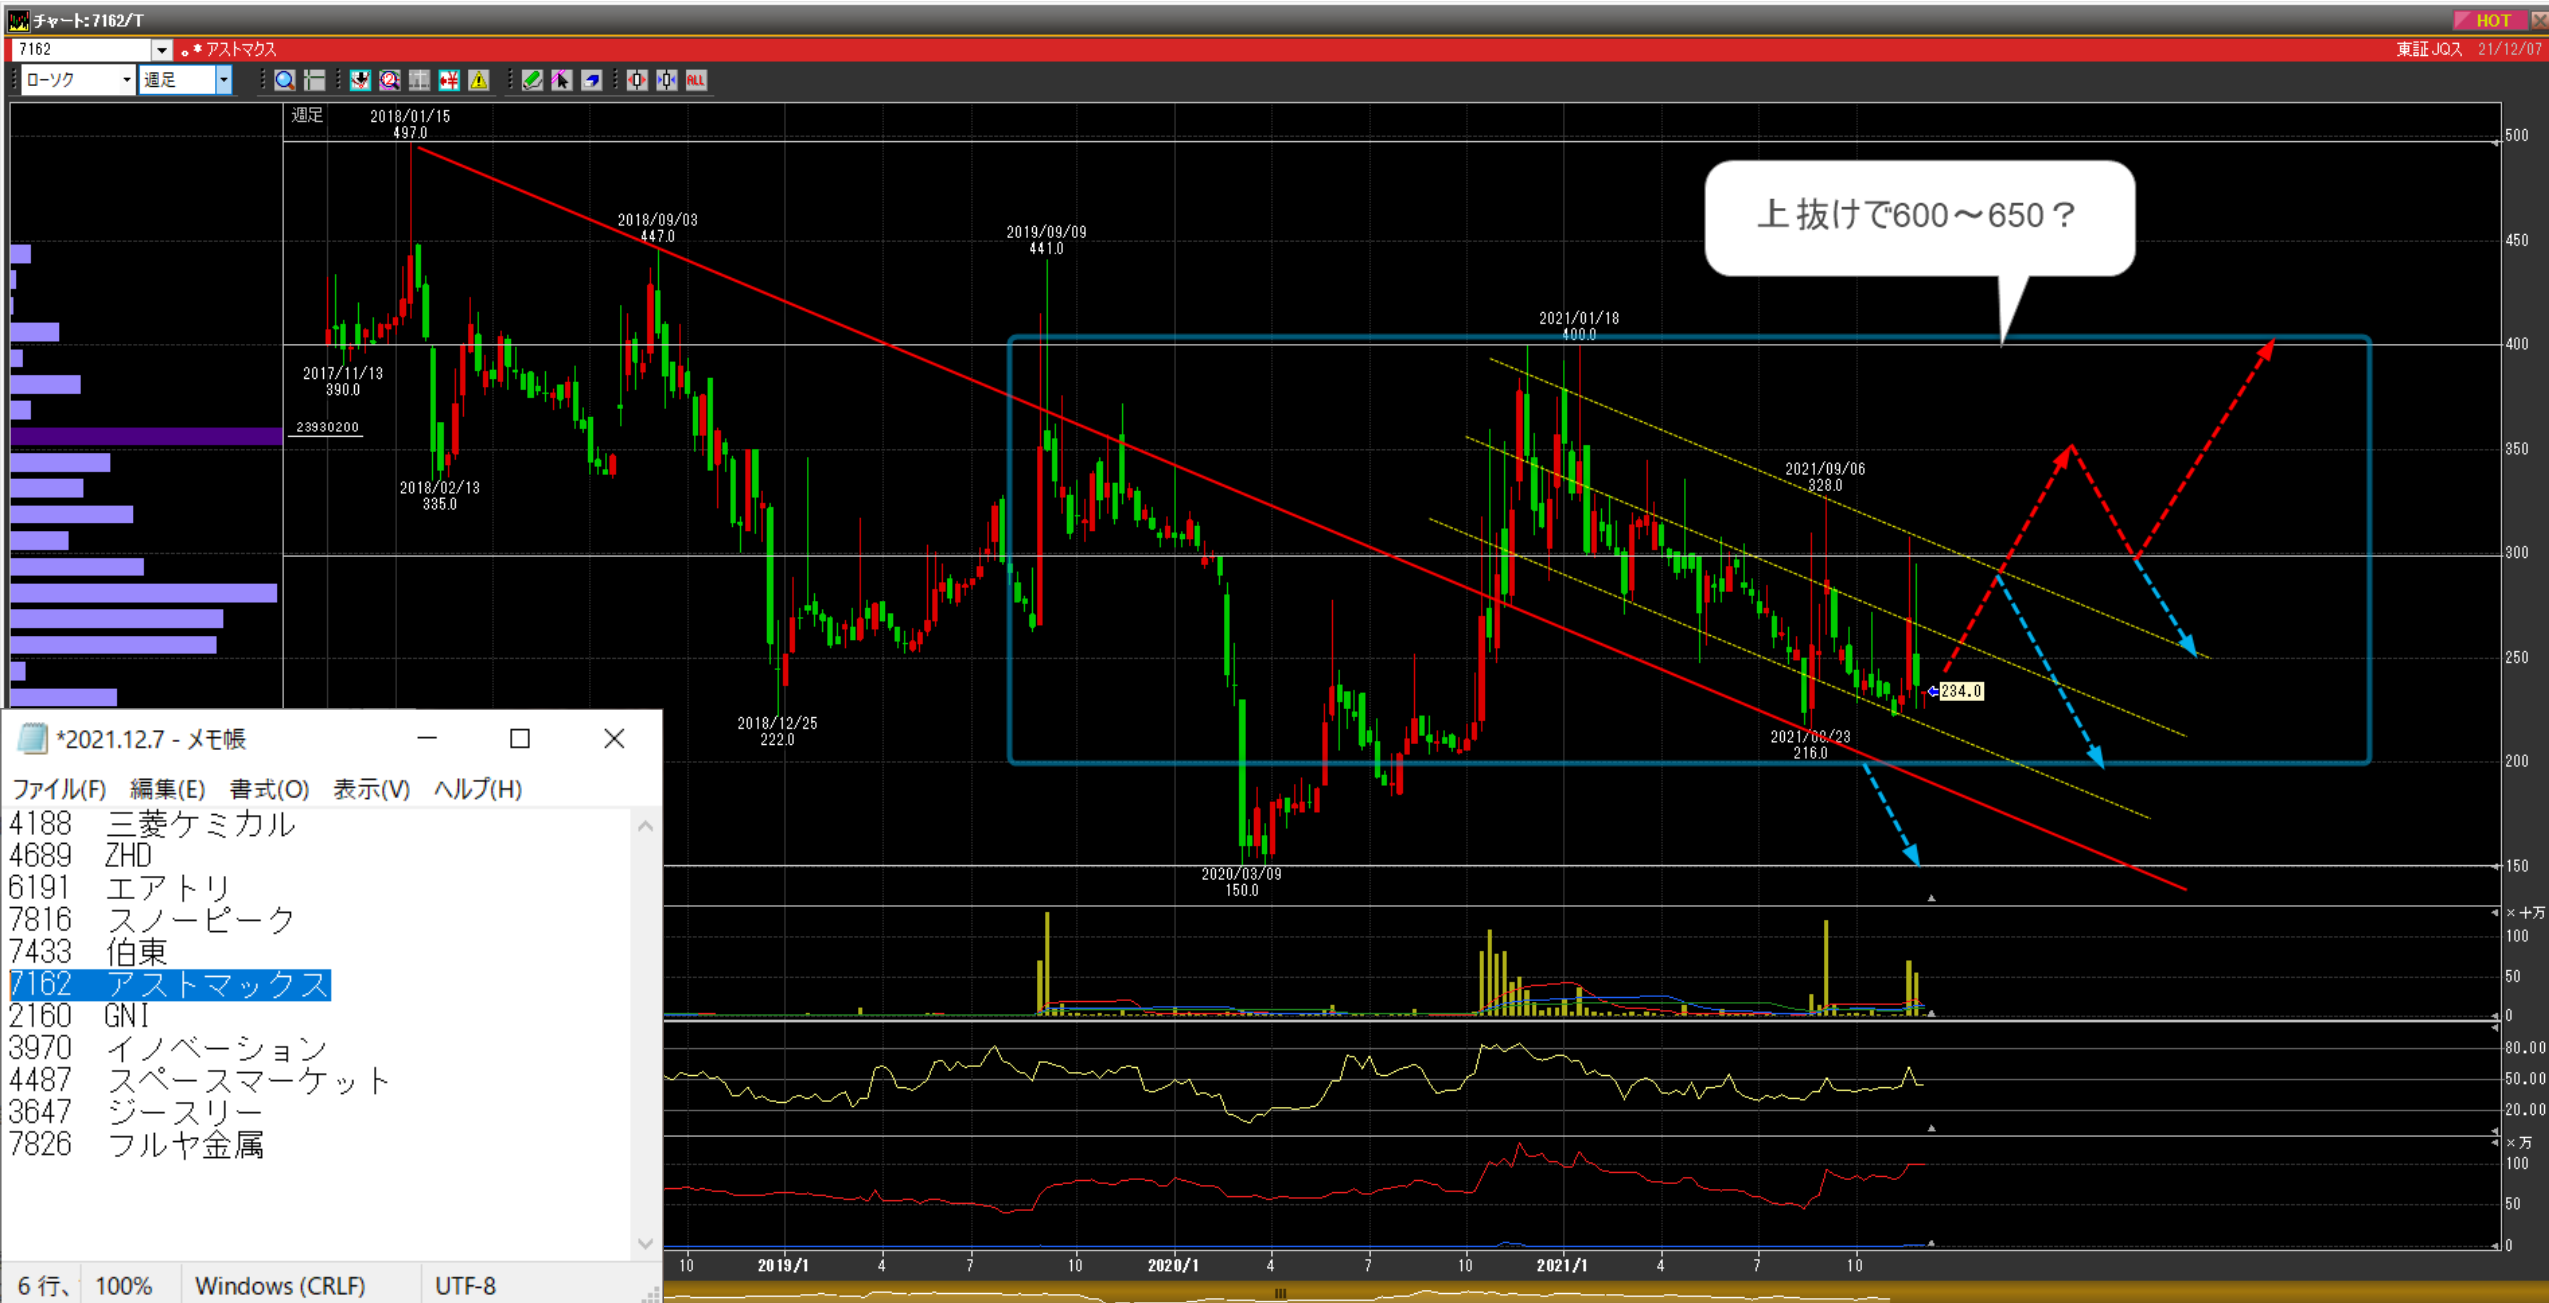 チャート:7162/T
HOT
7162
。* アストマクス
東証JQス 21/12/07
ローソク
週足
ALL
週足
2018/01/15
497.0
2018/09/03
447.0
2019/09/09
441.0
上抜けで600～650？
2021/01/18
400.0
2017/11/13
390.0
23930200
2018/02/13
335.0
2021/09/06
328.0
234.0
2018/12/25
222.0
2021/08/23
216.0
2020/03/09
150.0
500
450
400
350
300
250
200
150
×十万
100
50
0
80.00
50.00
20.00
×万
100
50
0
10
2019/1
4
7
10
2020/1
4
7
10
2021/1
4
7
10
*2021.12.7 - メモ帳
ファイル(F) 編集(E) 書式(O) 表示(V) ヘルプ(H)
4188 三菱ケミカル
4689 ZHD
6191 エアトリ
7816 スノーピーク
7433 伯東
7162 アストマックス
2160 GNI
3970 イノベーション
4487 スペースマーケット
3647 ジースリー
7826 フルヤ金属
6 行、 100% Windows (CRLF) UTF-8